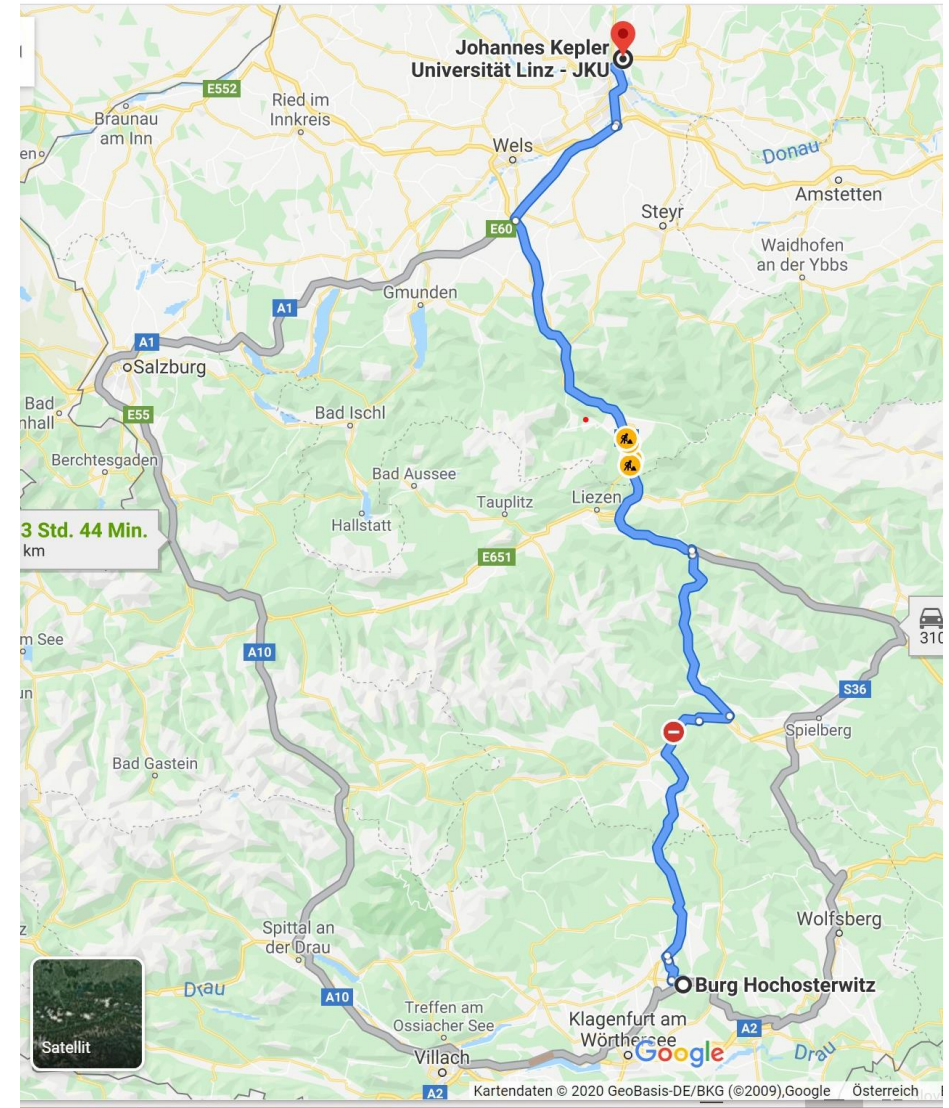 Johannes Kepler
Universität Linz - JKU
E552
Ried im
Innkreis
Braunau
am Inn
Wels
Donau
Amstetten
Steyr
E60
Waidhofen
an der Ybbs
Gmunden
A1
A1
Salzburg
Bad
E55
Bad Ischl
Berchtesgaden
Bad Aussee
Tauplitz
Liezen
Hallstatt
3 Std. 44 Min.
km
E651
m See
A10
310
S36
Spielberg
Bad Gastein
Wolfsberg
Spittal an
der Drau
Burg Hochosterwitz
Drau
A10
Treffen am
Ossiacher See
Klagenfurt am
Wörthersee
A2
Drau
Satellit
Villach
Google
A2
Kartendaten © 2020 GeoBasis-DE/BKG (©2009),Google
Österreich